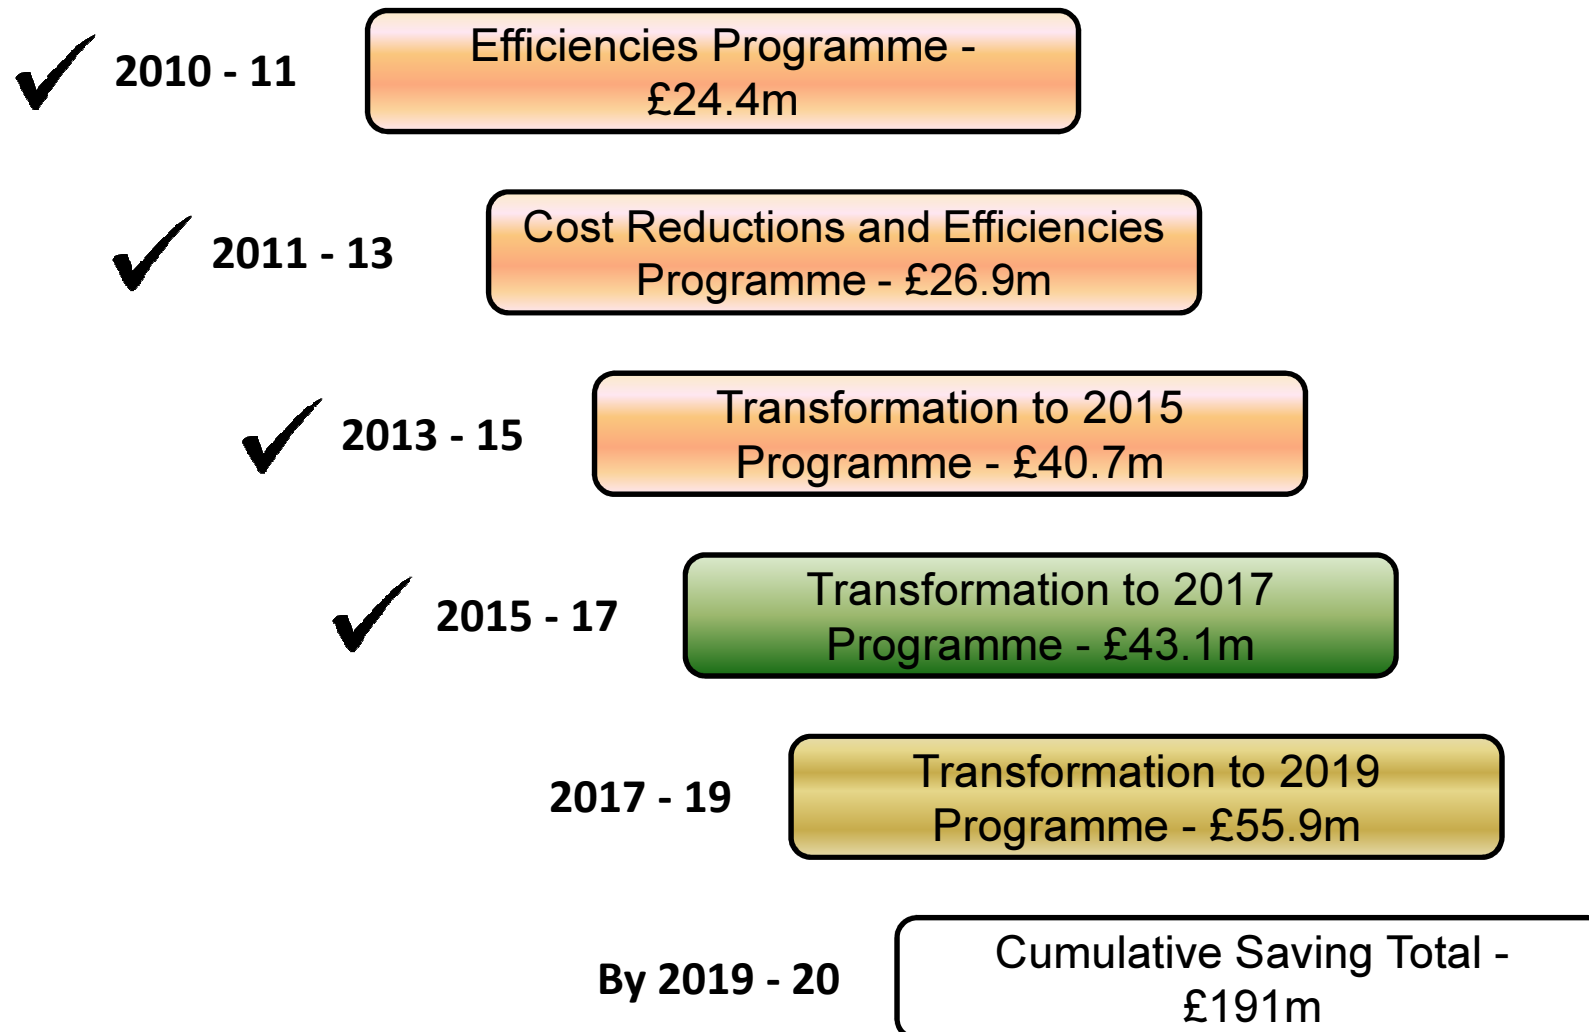 2010 - 11
Efficiencies Programme -
£24.4m
2011 - 13
Cost Reductions and Efficiencies
Programme - £26.9m
2013 - 15
Transformation to 2015
Programme - £40.7m
2015 - 17
Transformation to 2017
Programme - £43.1m
2017 - 19
Transformation to 2019
Programme - £55.9m
By 2019 - 20
Cumulative Saving Total -
£191m